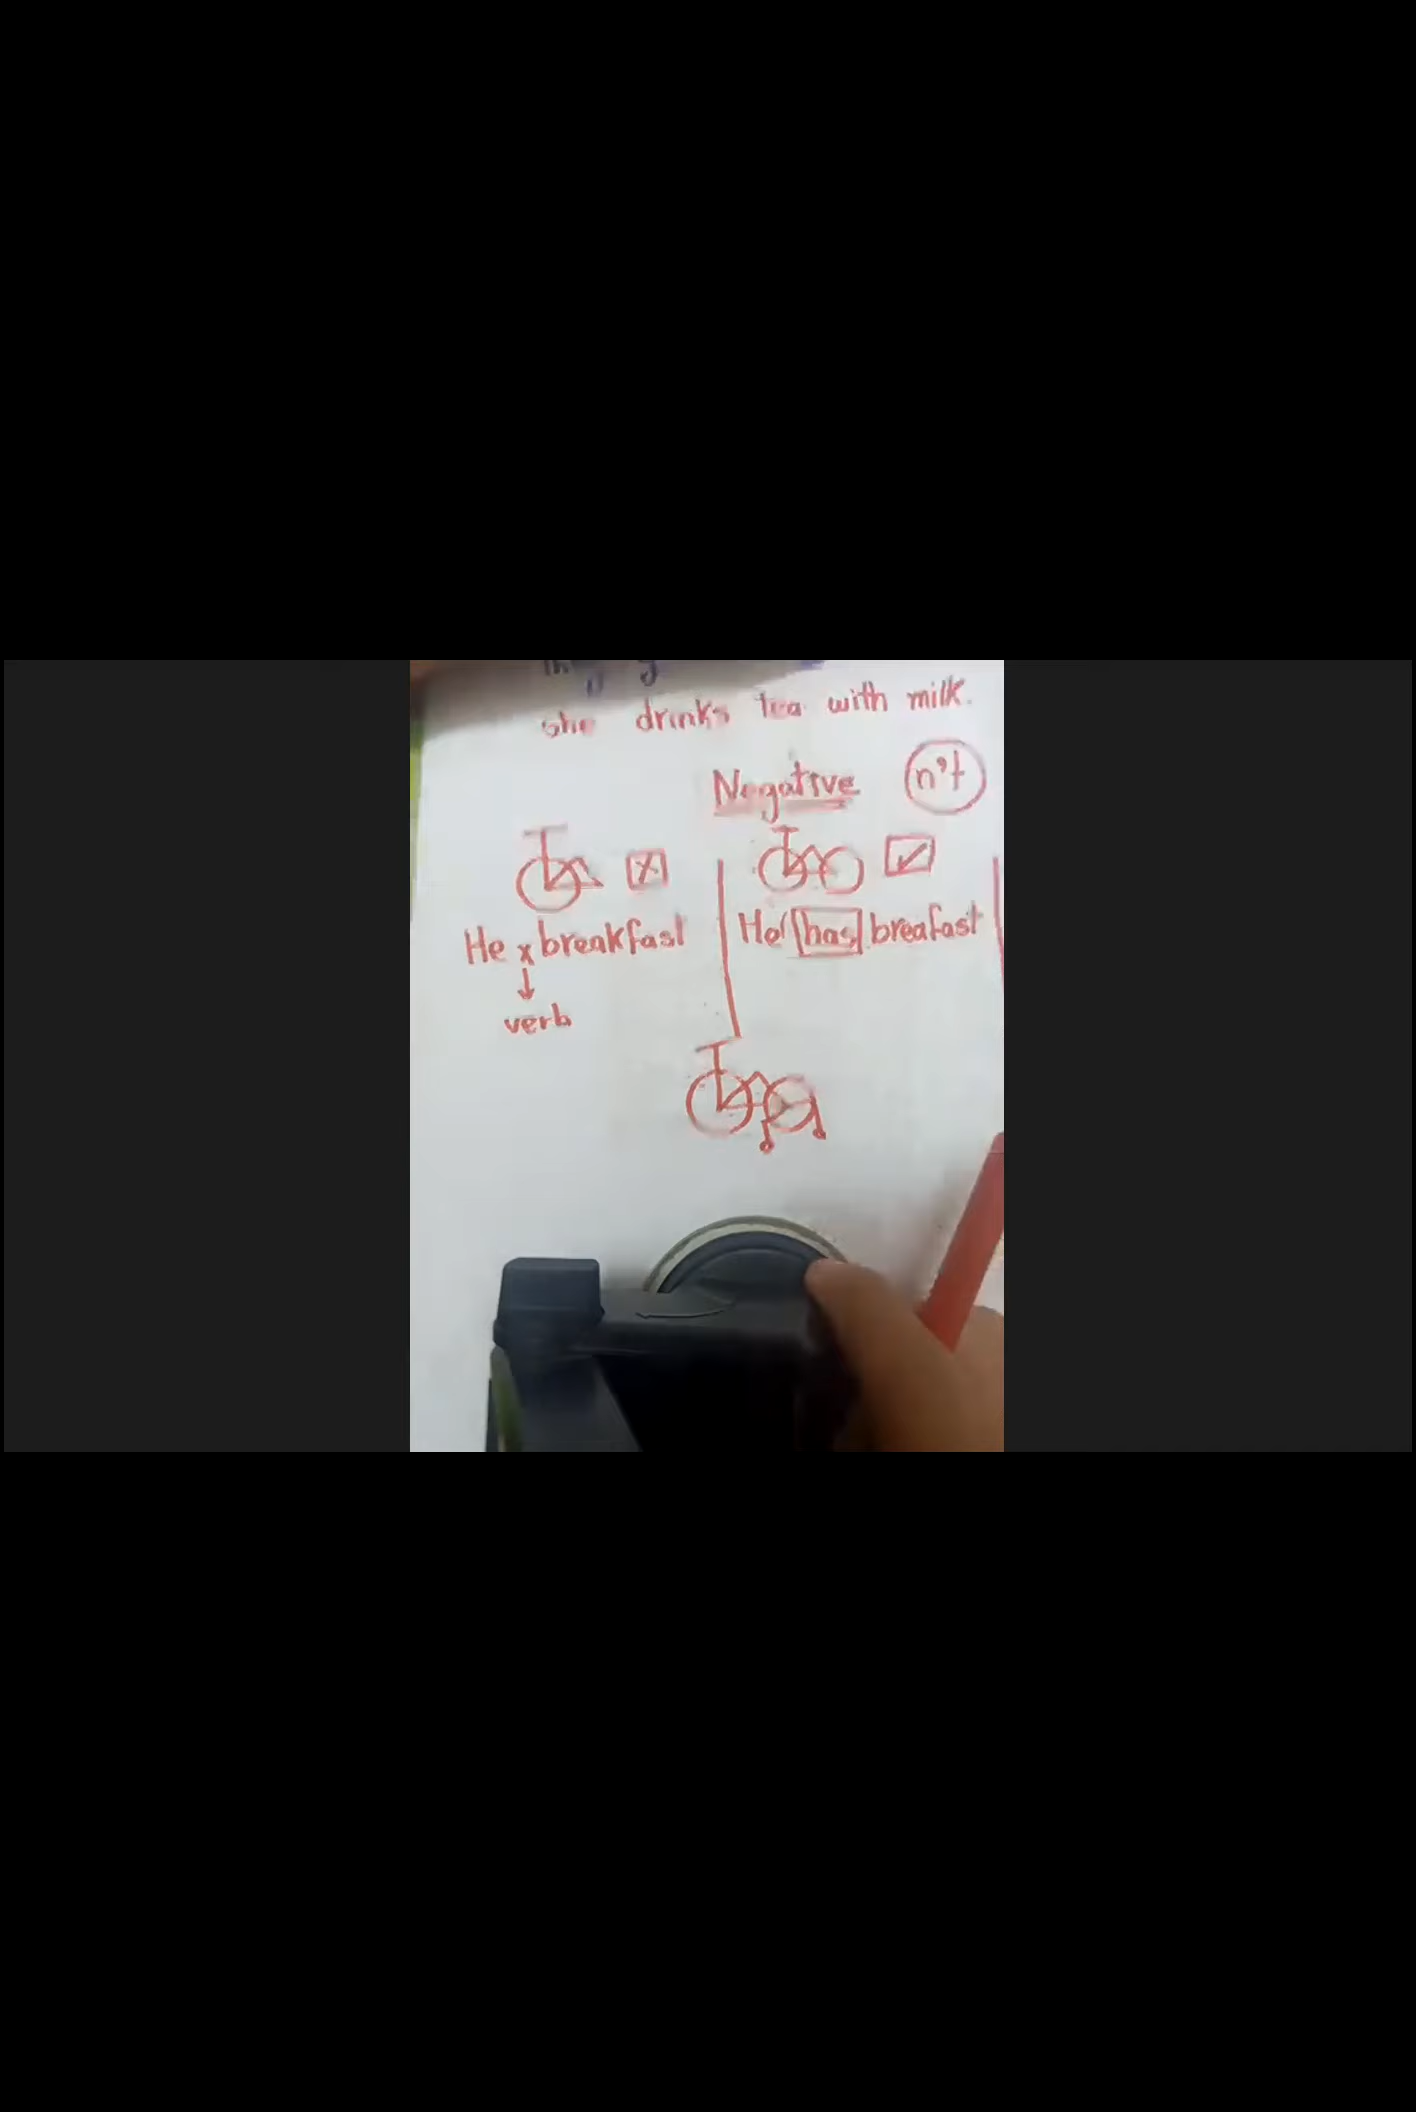 she drinks tea with milk.
Negative n't
He x breakfast
He has breafast
verb